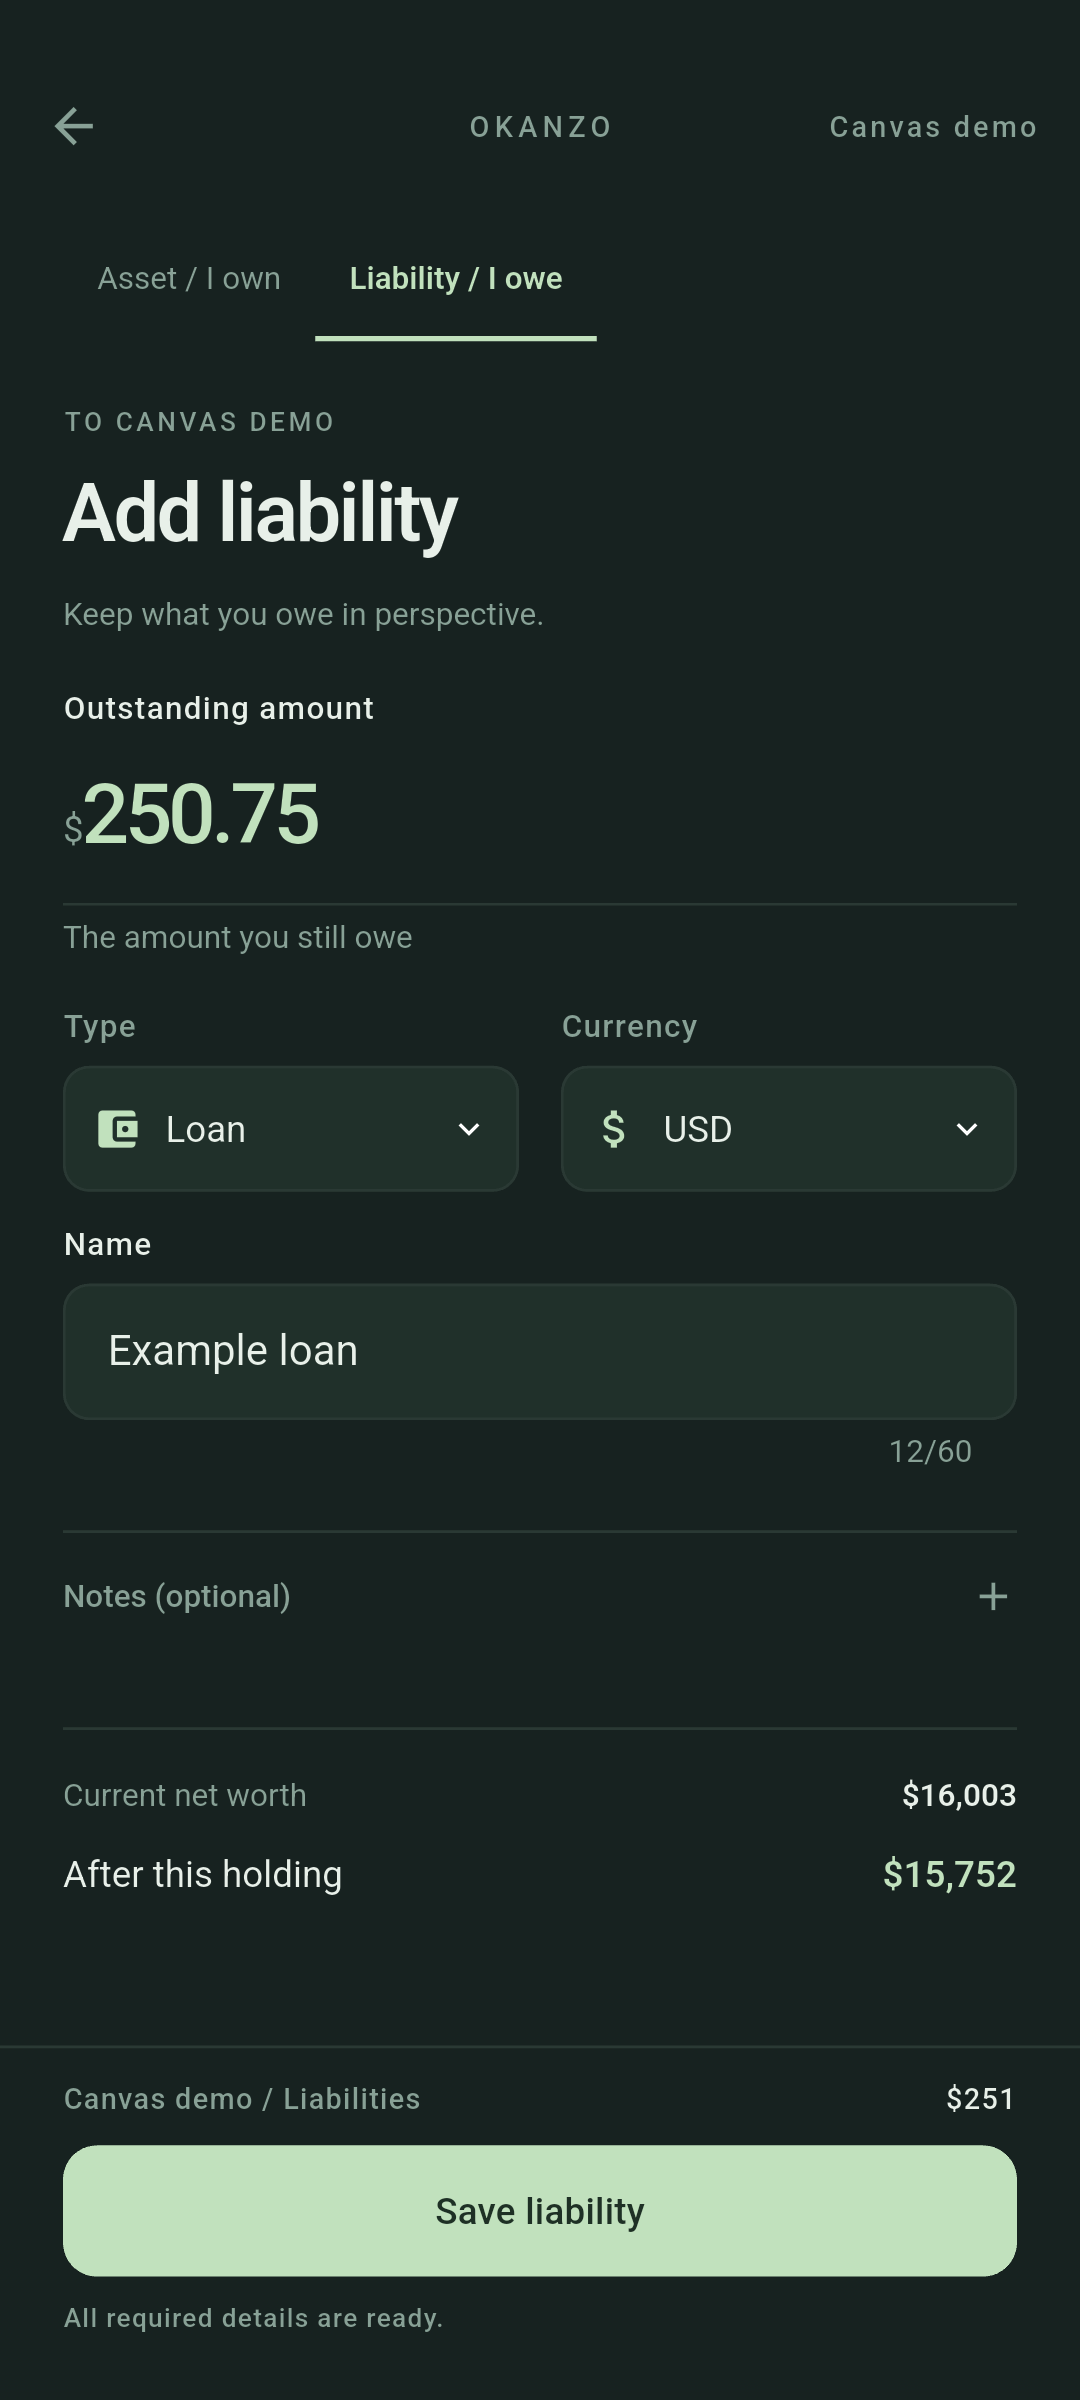 OKANZO
Canvas demo
Asset / I own
Liability / I owe
TO CANVAS DEMO
Add liability
Keep what you owe in perspective.
Outstanding amount
$250.75
The amount you still owe
Type
Currency
Loan
USD
Name
Example loan
12/60
Notes (optional)
Current net worth
$16,003
After this holding
$15,752
Canvas demo / Liabilities
$251
Save liability
All required details are ready.